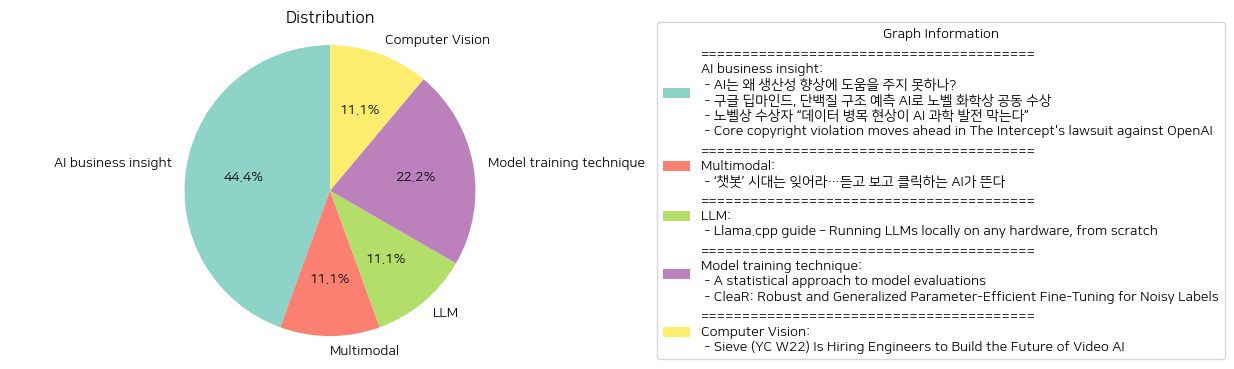 Distribution
Computer Vision
11.1%
AI business insight
44.4%
Model training technique
22.2%
11.1%
LLM
11.1%
Multimodal
Graph Information
========================================
AI business insight:
- AI는 왜 생산성 향상에 도움을 주지 못하나?
- 구글 딥마인드, 단백질 구조 예측 AI로 노벨 화학상 공동 수상
- 노벨상 수상자 “데이터 병목 현상이 AI 과학 발전 막는다”
- Core copyright violation moves ahead in The Intercept's lawsuit against OpenAI
========================================
Multimodal:
- ‘챗봇’ 시대는 잊어라…듣고 보고 클릭하는 AI가 뜬다
========================================
LLM:
- Llama.cpp guide – Running LLMs locally on any hardware, from scratch
========================================
Model training technique:
- A statistical approach to model evaluations
- CleaR: Robust and Generalized Parameter-Efficient Fine-Tuning for Noisy Labels
========================================
Computer Vision:
- Sieve (YC W22) Is Hiring Engineers to Build the Future of Video AI